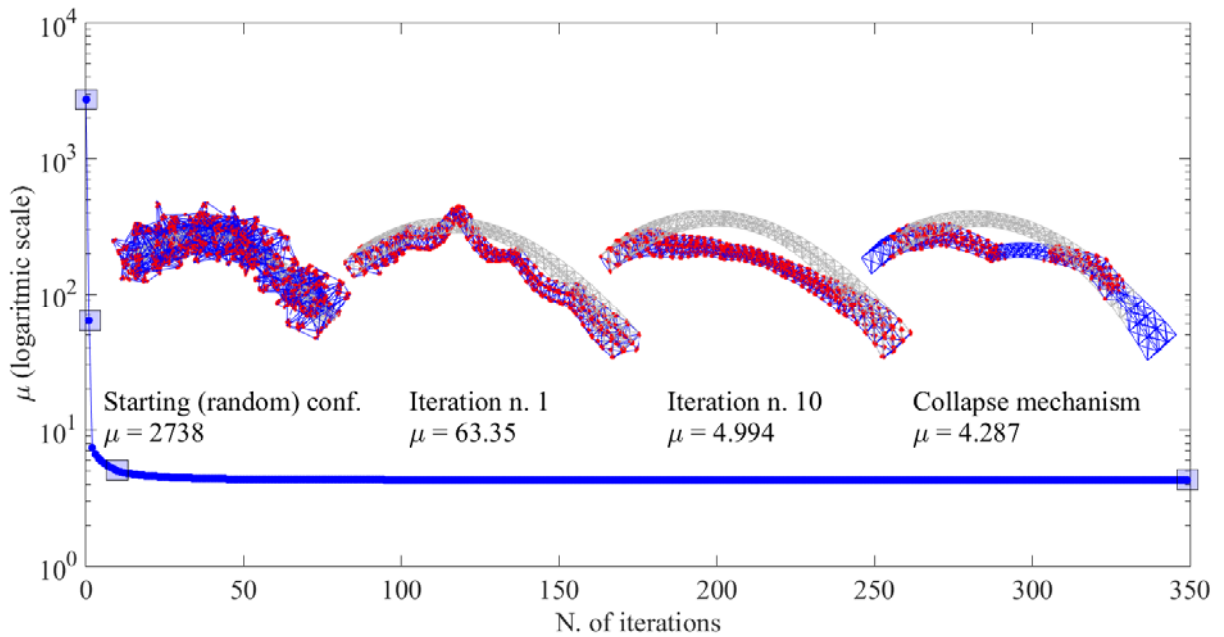 10^4
10^3
10^2
10^1
10^0
μ (logaritmic scale)
Starting (random) conf.
μ = 2738
Iteration n. 1
μ = 63.35
Iteration n. 10
μ = 4.994
Collapse mechanism
μ = 4.287
0 50 100 150 200 250 300 350
N. of iterations